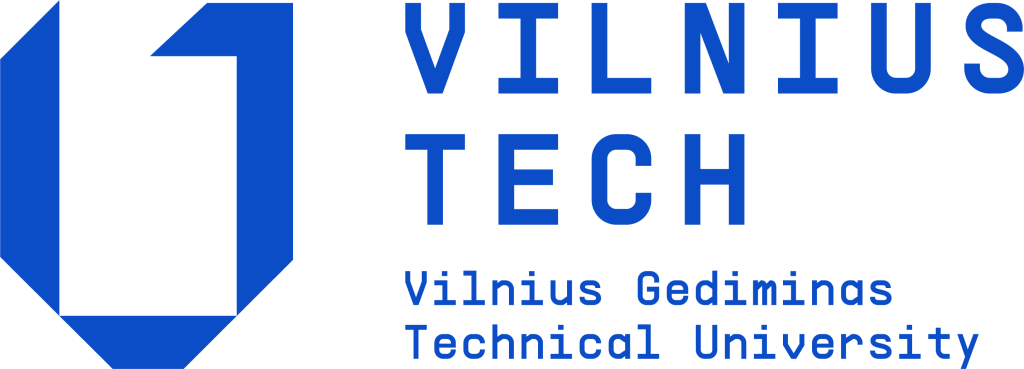 VILNIUS
TECH
Vilnius Gediminas
Technical University